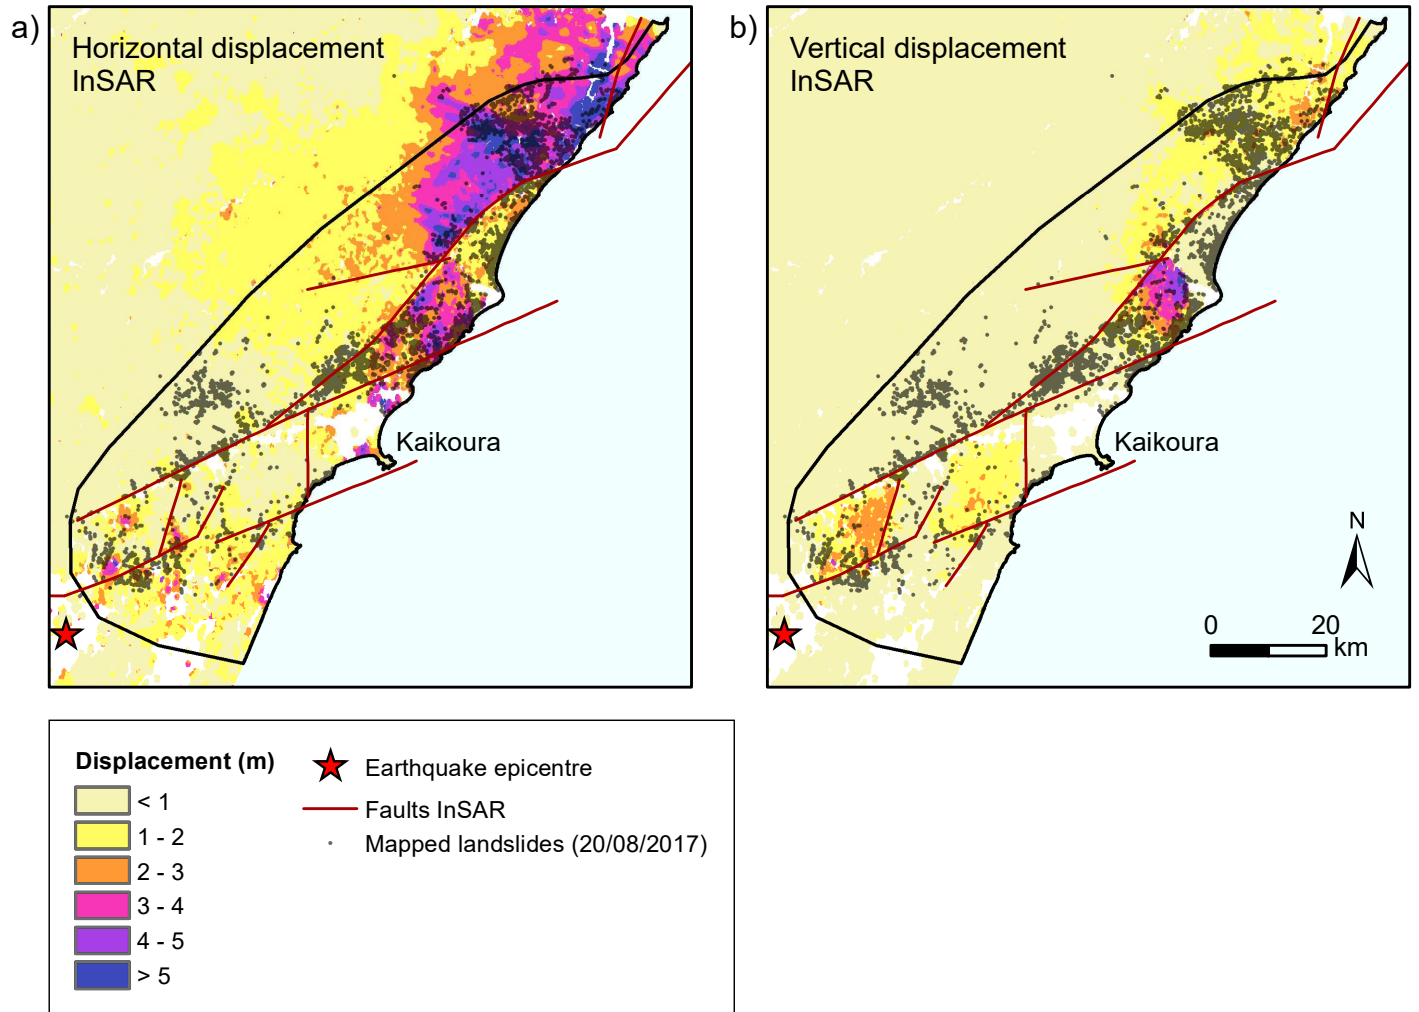 a)
Horizontal displacement
InSAR
Kaikoura
b)
Vertical displacement
InSAR
Kaikoura
N
0 20
km
Displacement (m)
< 1
1 - 2
2 - 3
3 - 4
4 - 5
> 5
Earthquake epicentre
Faults InSAR
Mapped landslides (20/08/2017)